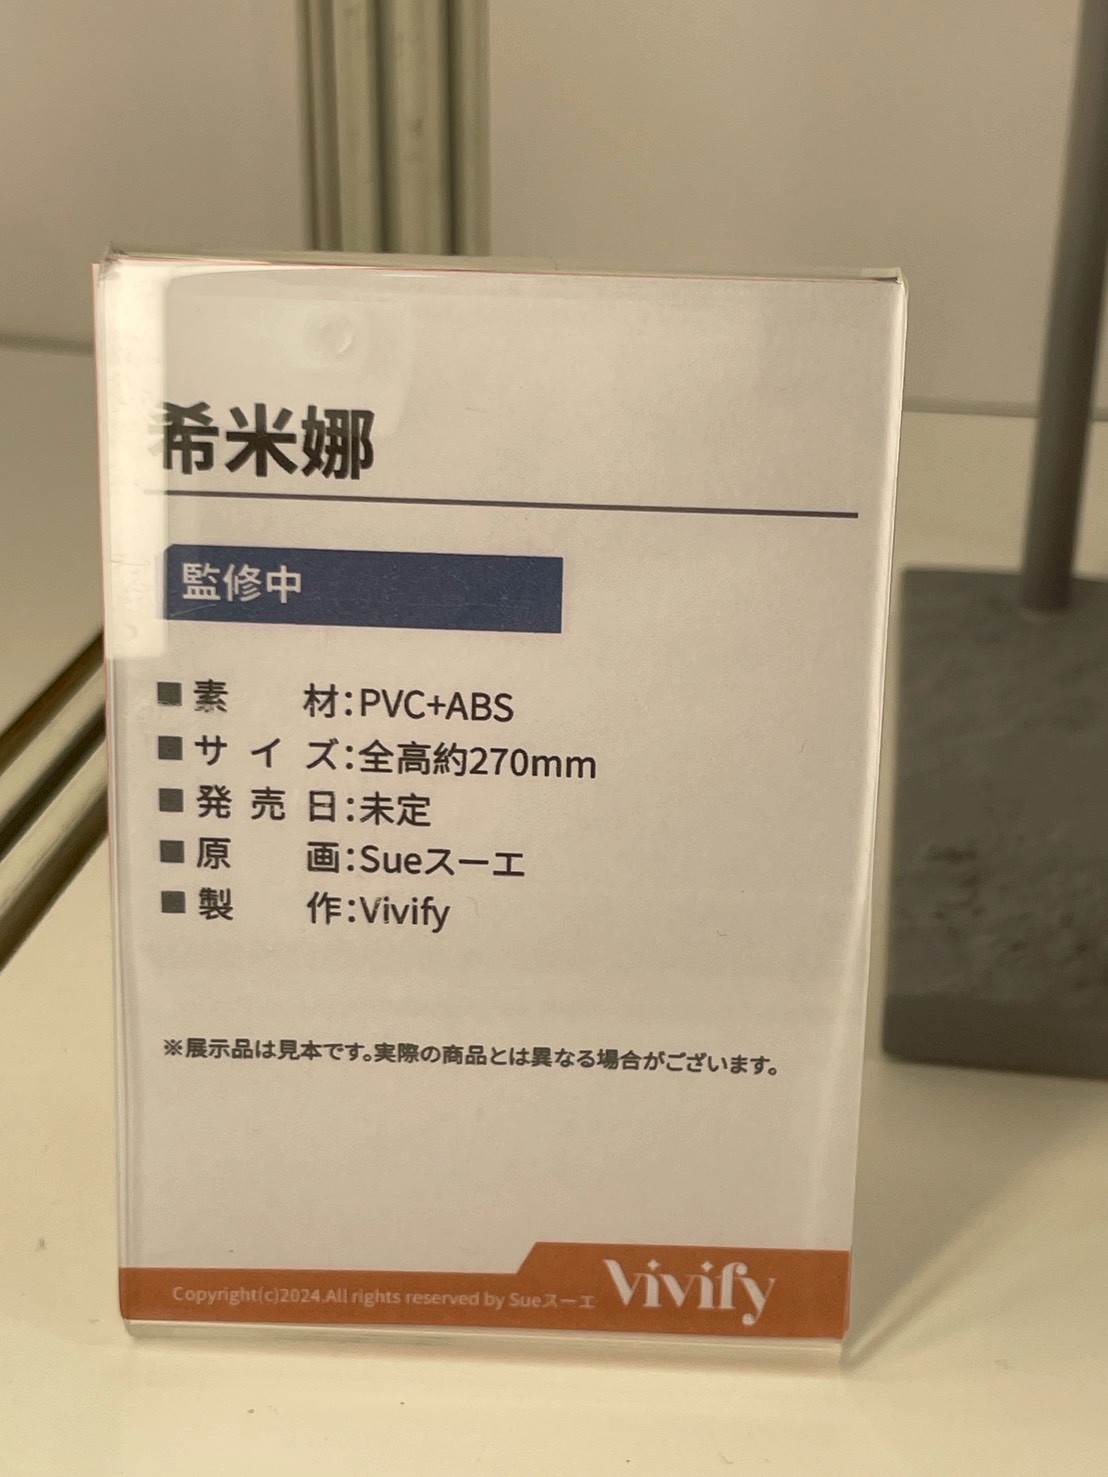 希米娜
監修中
■素　　材：PVC+ABS
■サイズ：全高約270mm
■発売日：未定
■原　　画：Sueスーエ
■製　　作：Vivify
※展示品は見本です。実際の商品とは異なる場合がございます。
Copyright(c)2024.All rights reserved by Sueスーエ
Vivify